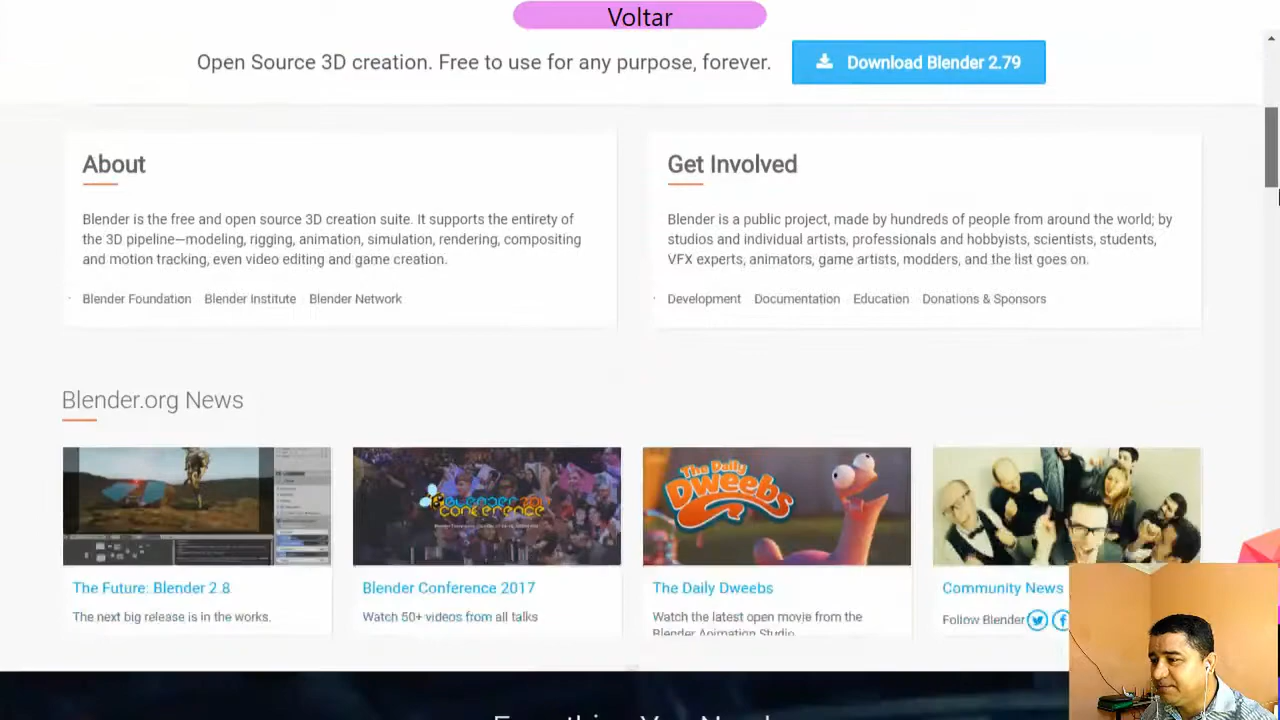 Voltar
Open Source 3D creation. Free to use for any purpose, forever.
Download Blender 2.79
About
Blender is the free and open source 3D creation suite. It supports the entirety of
the 3D pipeline—modeling, rigging, animation, simulation, rendering, compositing
and motion tracking, even video editing and game creation.
· Blender Foundation Blender Institute Blender Network
Get Involved
Blender is a public project, made by hundreds of people from around the world; by
studios and individual artists, professionals and hobbyists, scientists, students,
VFX experts, animators, game artists, modders, and the list goes on.
· Development Documentation Education Donations & Sponsors
Blender.org News
Blender
conference
The Daily
Dweebs
The Future: Blender 2.8
The next big release is in the works.
Blender Conference 2017
Watch 50+ videos from all talks
The Daily Dweebs
Watch the latest open movie from the
Blender Animation Studio
Community News
Follow Blender